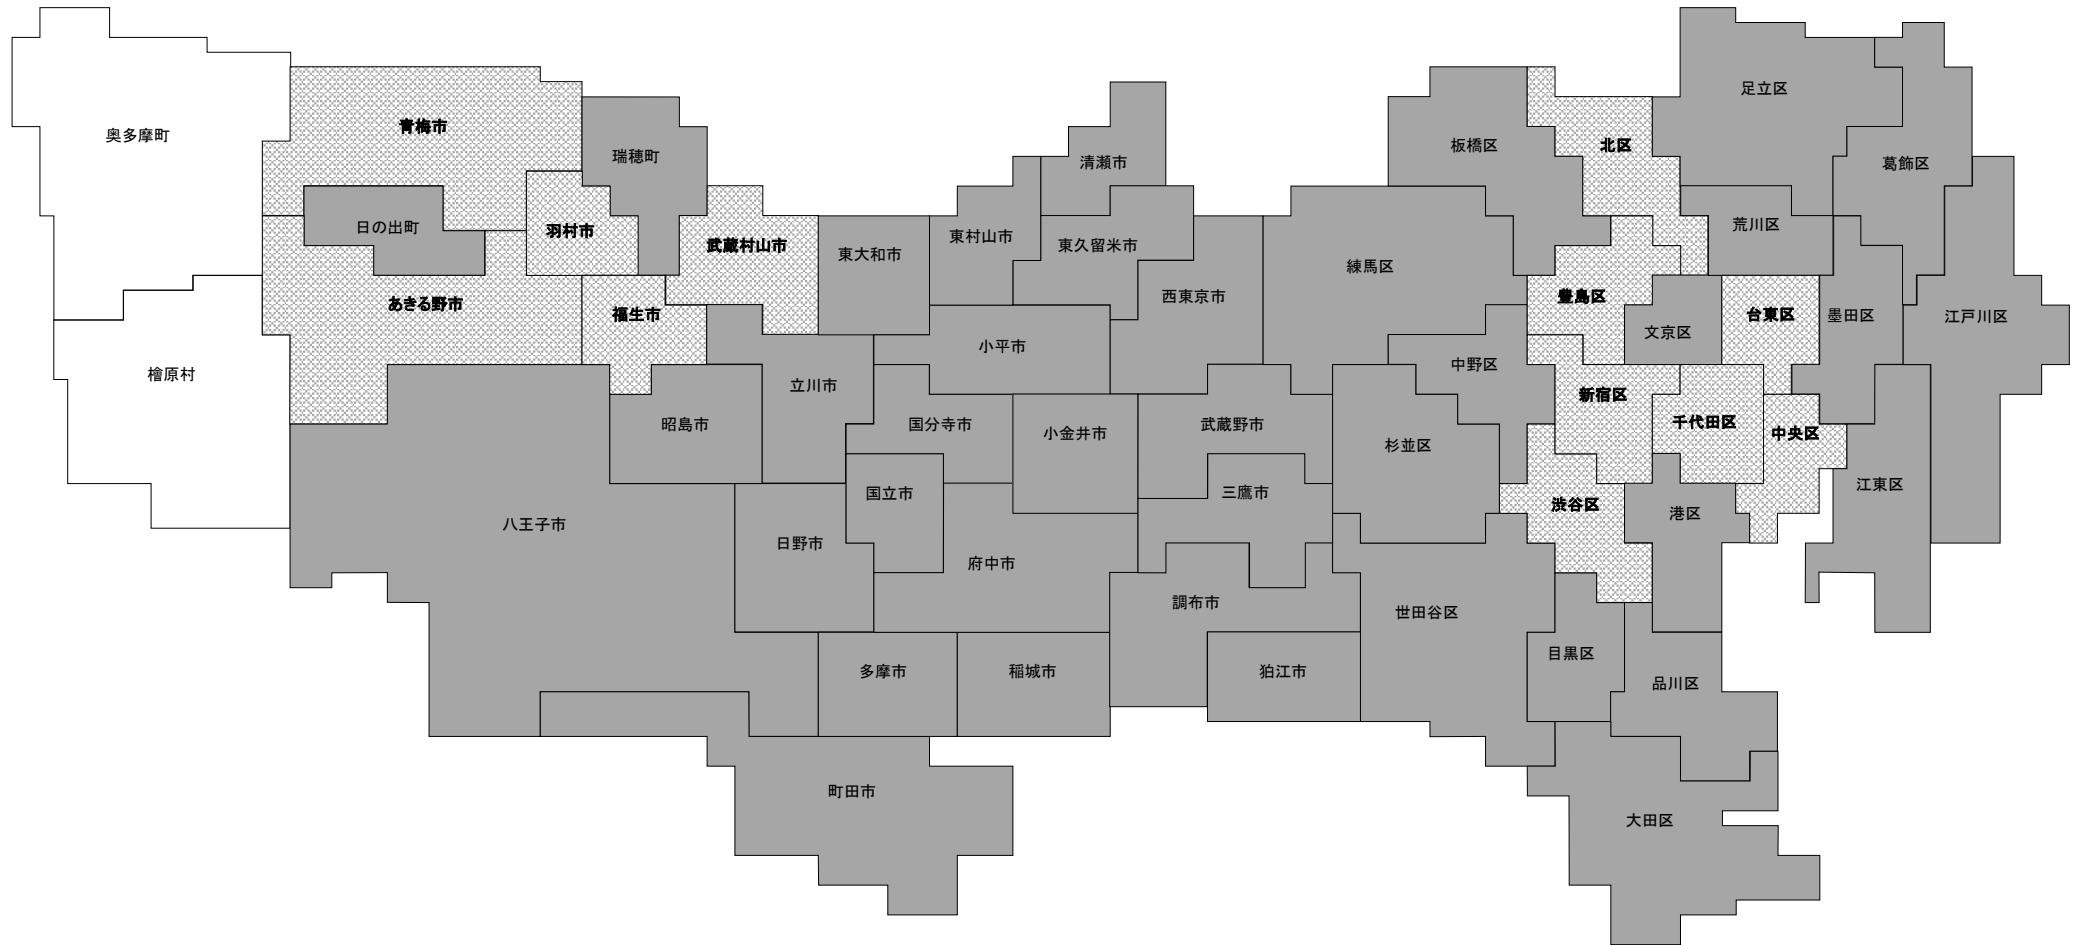 足立区
青梅市
奥多摩町
北区
板橋区
瑞穂町
清瀬市
葛飾区
日の出町
羽村市
荒川区
東村山市
武蔵村山市
東久留米市
東大和市
練馬区
西東京市
豊島区
あきる野市
福生市
台東区
墨田区
江戸川区
文京区
小平市
中野区
檜原村
立川市
新宿区
千代田区
昭島市
国分寺市
武蔵野市
小金井市
中央区
杉並区
江東区
国立市
三鷹市
渋谷区
港区
八王子市
日野市
府中市
調布市
世田谷区
目黒区
多摩市
稲城市
狛江市
品川区
町田市
大田区